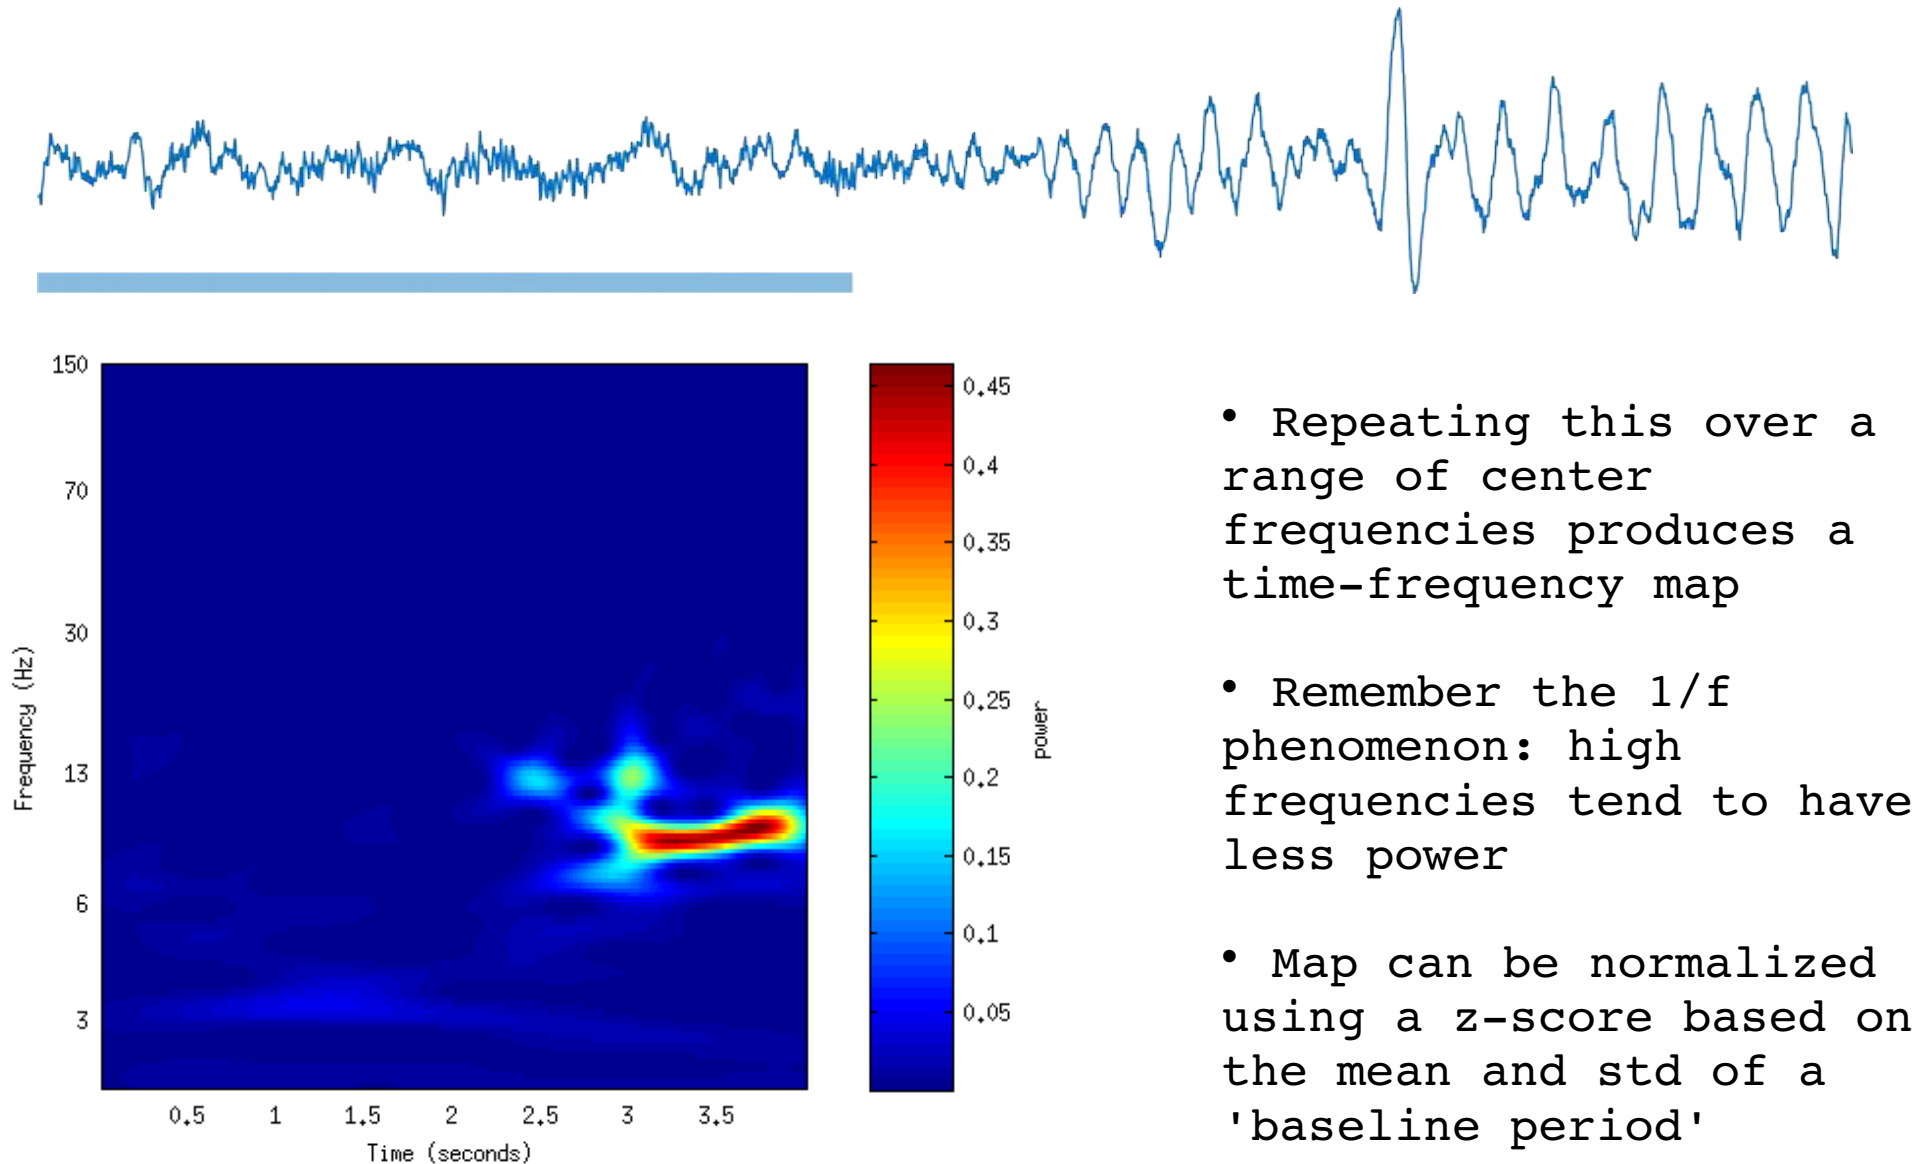 150
70
30
13
6
3
Frequency (Hz)
0.5 1 1.5 2 2.5 3 3.5
Time (seconds)
0.45
0.4
0.35
0.3
0.25
0.2
0.15
0.1
0.05
power
• Repeating this over a
range of center
frequencies produces a
time-frequency map
• Remember the 1/f
phenomenon: high
frequencies tend to have
less power
• Map can be normalized
using a z-score based on
the mean and std of a
'baseline period'